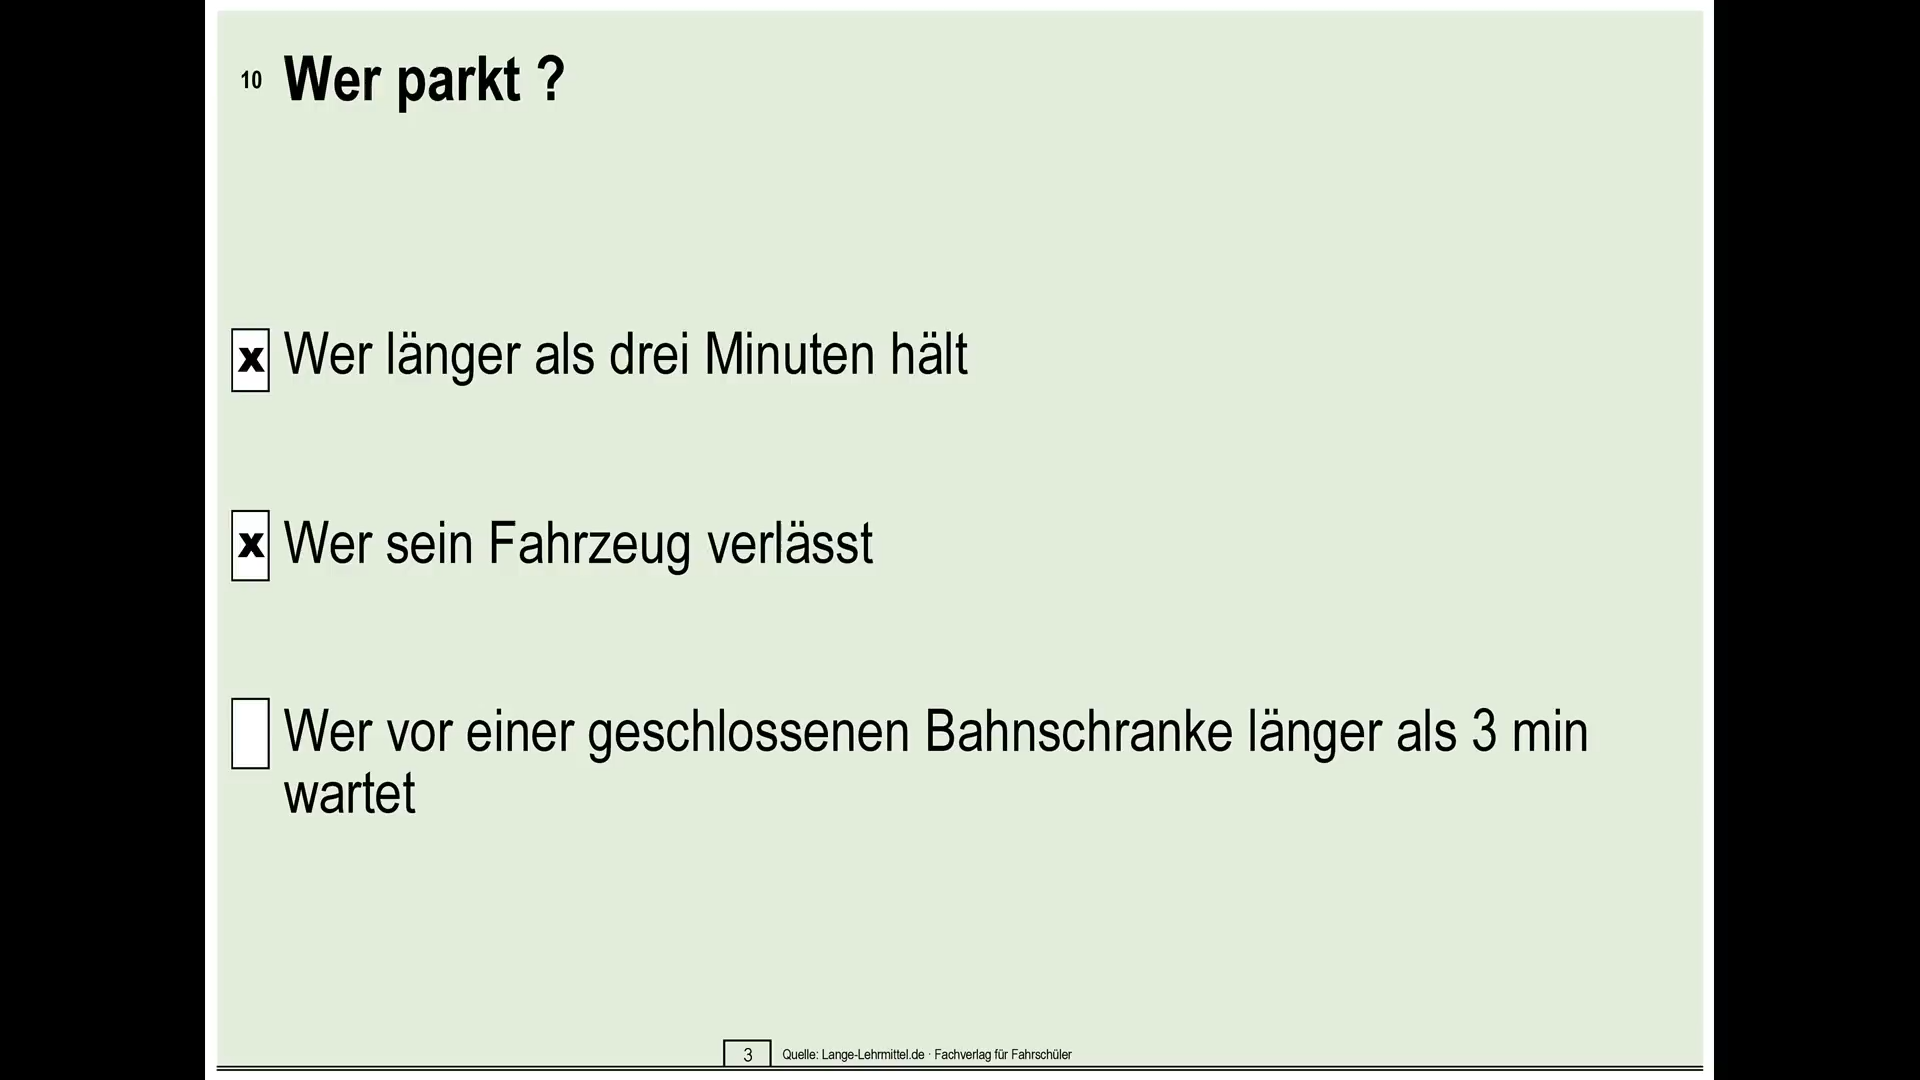 10 Wer parkt ?
x Wer länger als drei Minuten hält
x Wer sein Fahrzeug verlässt
Wer vor einer geschlossenen Bahnschranke länger als 3 min
wartet
3 Quelle: Lange-Lehrmittel.de · Fachverlag für Fahrschüler